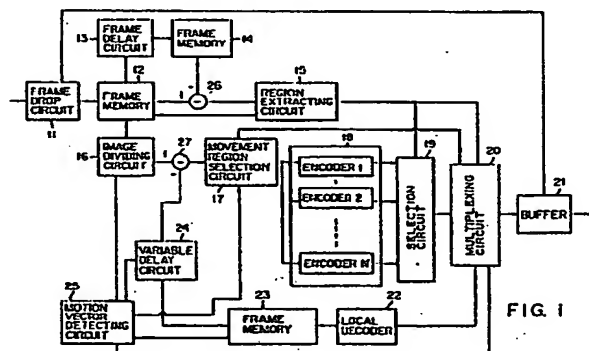 13
FRAME
DELAY
CIRCUIT
FRAME
MEMORY
14
12
FRAME
DROP
CIRCUIT
11
FRAME
MEMORY
1
-
26
15
REGION
EXTRACTING
CIRCUIT
16
IMAGE
DIVIDING
CIRCUIT
1
-
27
MOVEMENT
REGION
SELECTION
CIRCUIT
17
18
ENCODER 1
ENCODER 2
ENCODER N
19
SELECTION
CIRCUIT
20
MULTIPLEXING
CIRCUIT
21
BUFFER
24
VARIABLE
DELAY
CIRCUIT
25
MOTION
VECTOR
DETECTING
CIRCUIT
23
FRAME
MEMORY
22
LOCAL
DECODER
FIG. 1